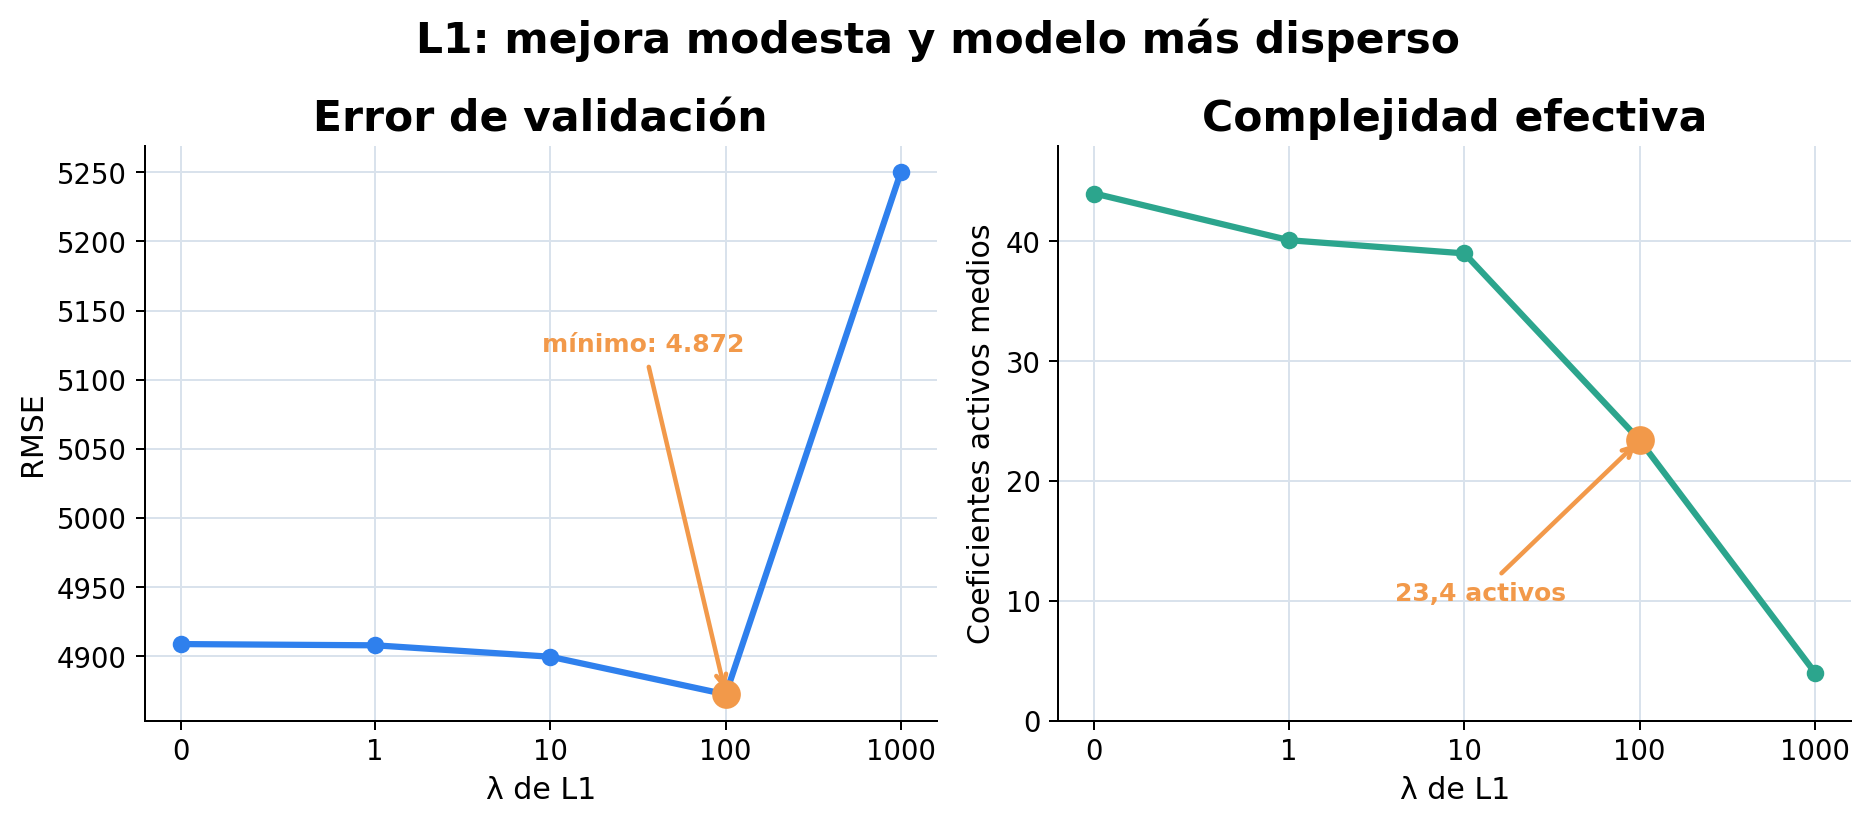 L1: mejora modesta y modelo más disperso
Error de validación
RMSE
5250
5200
5150
5100
5050
5000
4950
4900
mínimo: 4.872
0 1 10 100 1000
λ de L1
Complejidad efectiva
Coeficientes activos medios
40
30
20
10
0
23,4 activos
0 1 10 100 1000
λ de L1